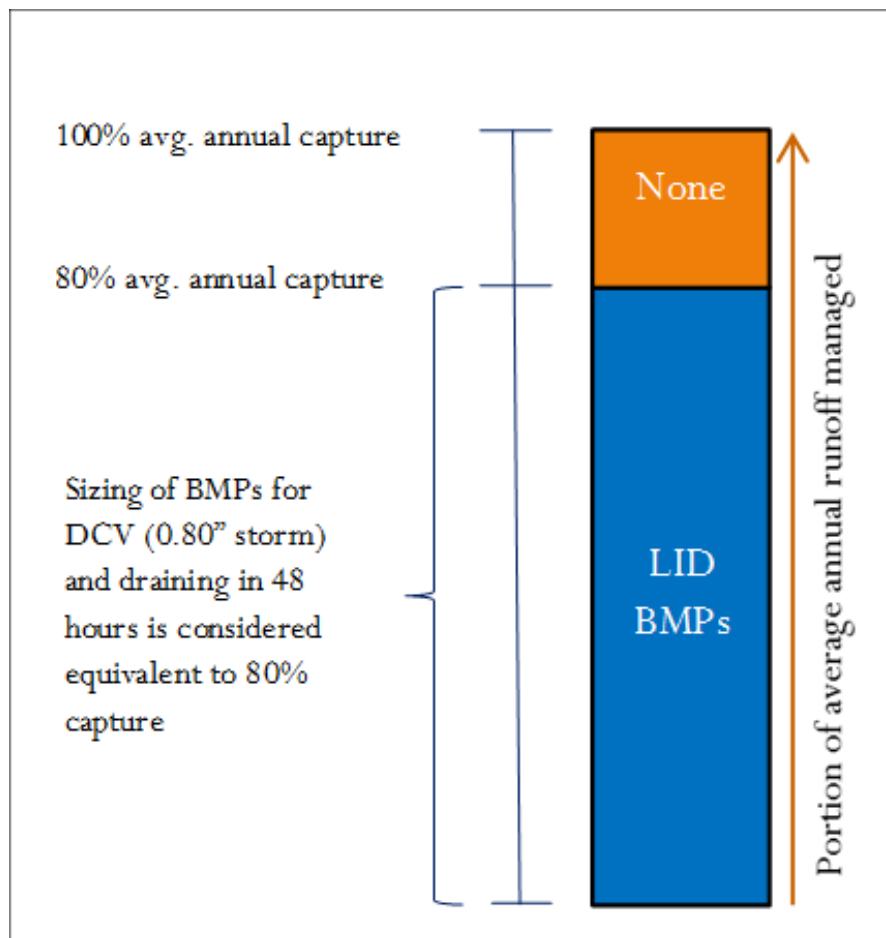 100% avg. annual capture
None
80% avg. annual capture
Sizing of BMPs for
DCV (0.80” storm)
and draining in 48
hours is considered
equivalent to 80%
capture
LID
BMPs
Portion of average annual runoff managed